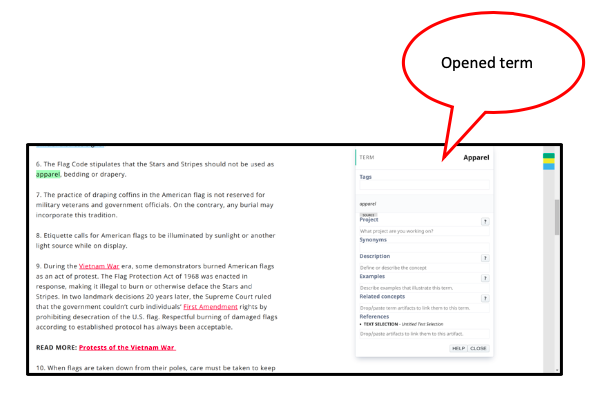 Opened term
6. The Flag Code stipulates that the Stars and Stripes should not be used as
apparel, bedding or drapery.
7. The practice of draping coffins in the American flag is not reserved for
military veterans and government officials. On the contrary, any burial may
incorporate this tradition.
8. Etiquette calls for American flags to be illuminated by sunlight or another
light source while on display.
9. During the Vietnam War era, some demonstrators burned American flags
as an act of protest. The Flag Protection Act of 1968 was enacted in
response, making it illegal to burn or otherwise deface the Stars and
Stripes. In two landmark decisions 20 years later, the Supreme Court ruled
that the government couldn't curb individuals' First Amendment rights by
prohibiting desecration of the U.S. flag. Respectful burning of damaged flags
according to established protocol has always been acceptable.
READ MORE: Protests of the Vietnam War
10. When flags are taken down from their poles, care must be taken to keep
TERM Apparel
Tags
apparel
SOURCE
Project ?
What project are you working on?
Synonyms
Description ?
Define or describe the concept
Examples ?
Describe examples that illustrate this term.
Related concepts ?
Drag/paste term artifacts to link them to this term.
References
• TEXT SELECTION - Untitled Text Selection
Drag/paste artifacts to link them to this artifact.
HELP CLOSE